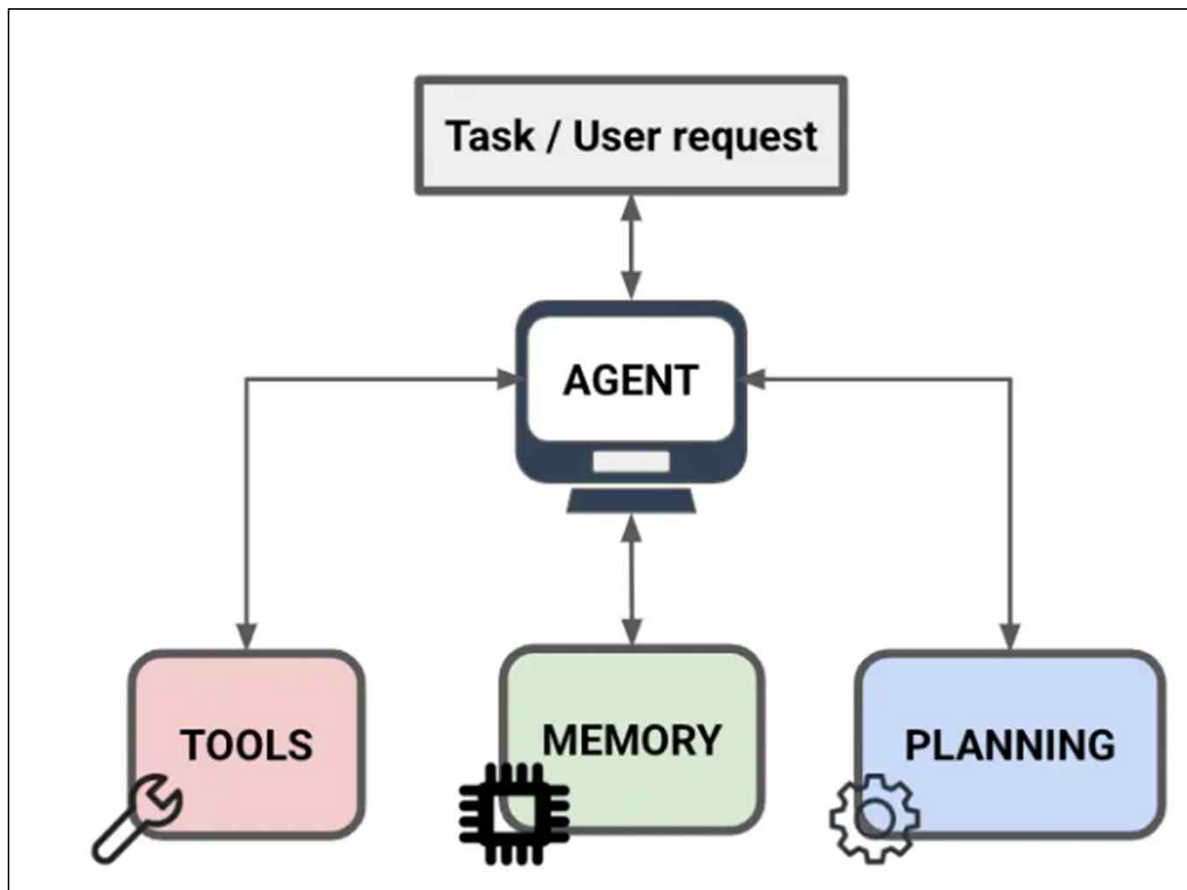 Task / User request
AGENT
TOOLS
MEMORY
PLANNING